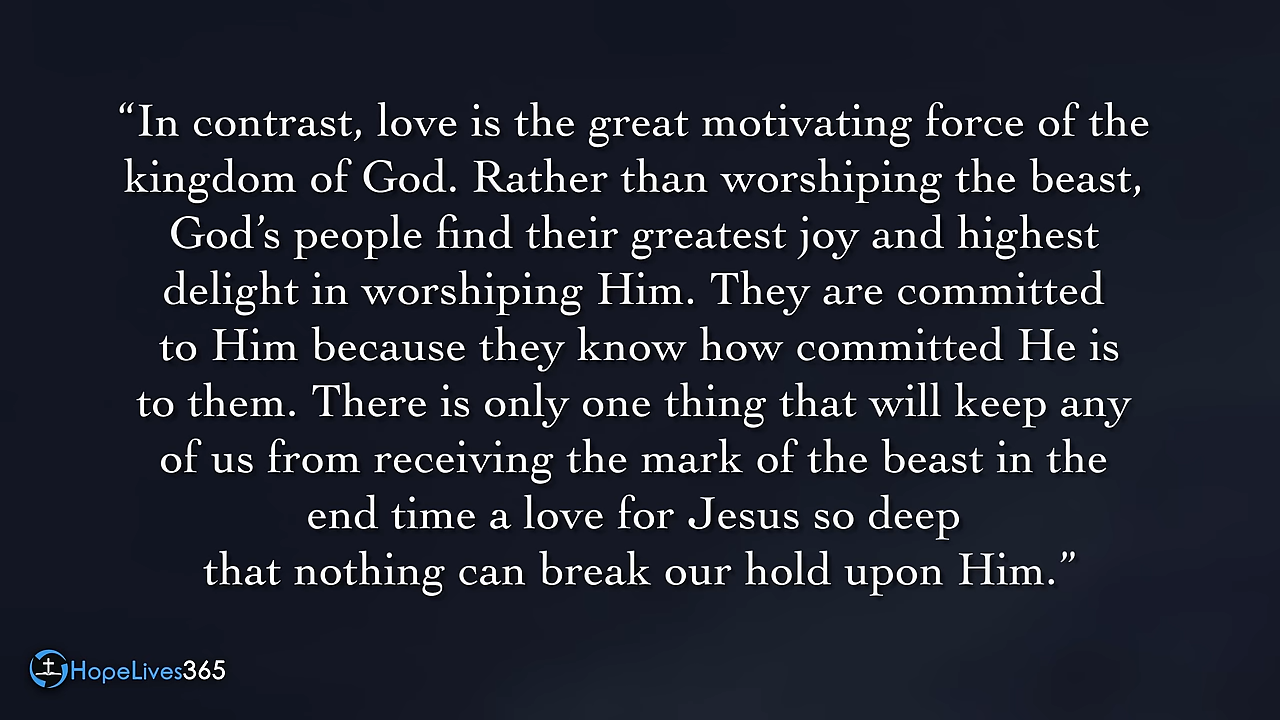 “In contrast, love is the great motivating force of the
kingdom of God. Rather than worshiping the beast,
God’s people find their greatest joy and highest
delight in worshiping Him. They are committed
to Him because they know how committed He is
to them. There is only one thing that will keep any
of us from receiving the mark of the beast in the
end time a love for Jesus so deep
that nothing can break our hold upon Him.”
HopeLives365